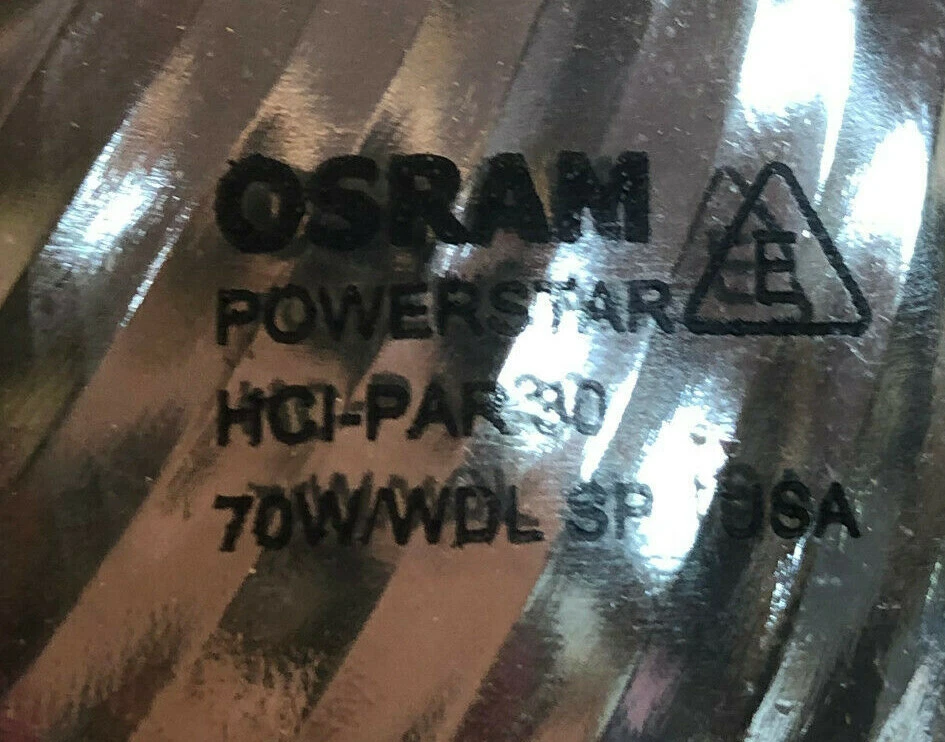 OSRAM
POWERSTAR
HCI-PAR 30
70W/WDL SP USA